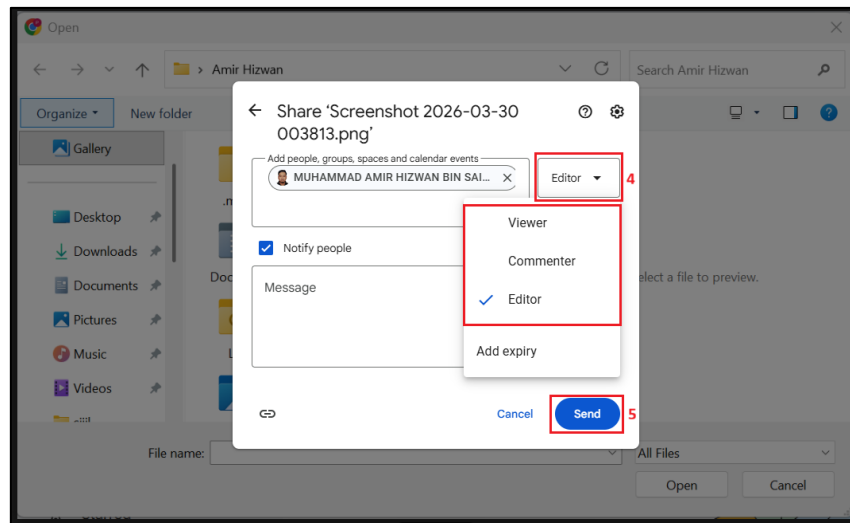 Open
Amir Hizwan
Search Amir Hizwan
Organize
New folder
Gallery
Desktop
Downloads
Documents
Pictures
Music
Videos
Doc
Share ‘Screenshot 2026-03-30
003813.png’
Add people, groups, spaces and calendar events
MUHAMMAD AMIR HIZWAN BIN SAI...
Editor
4
Viewer
Commenter
Editor
Add expiry
Notify people
Message
Cancel
Send
5
elect a file to preview.
File name:
All Files
Open
Cancel